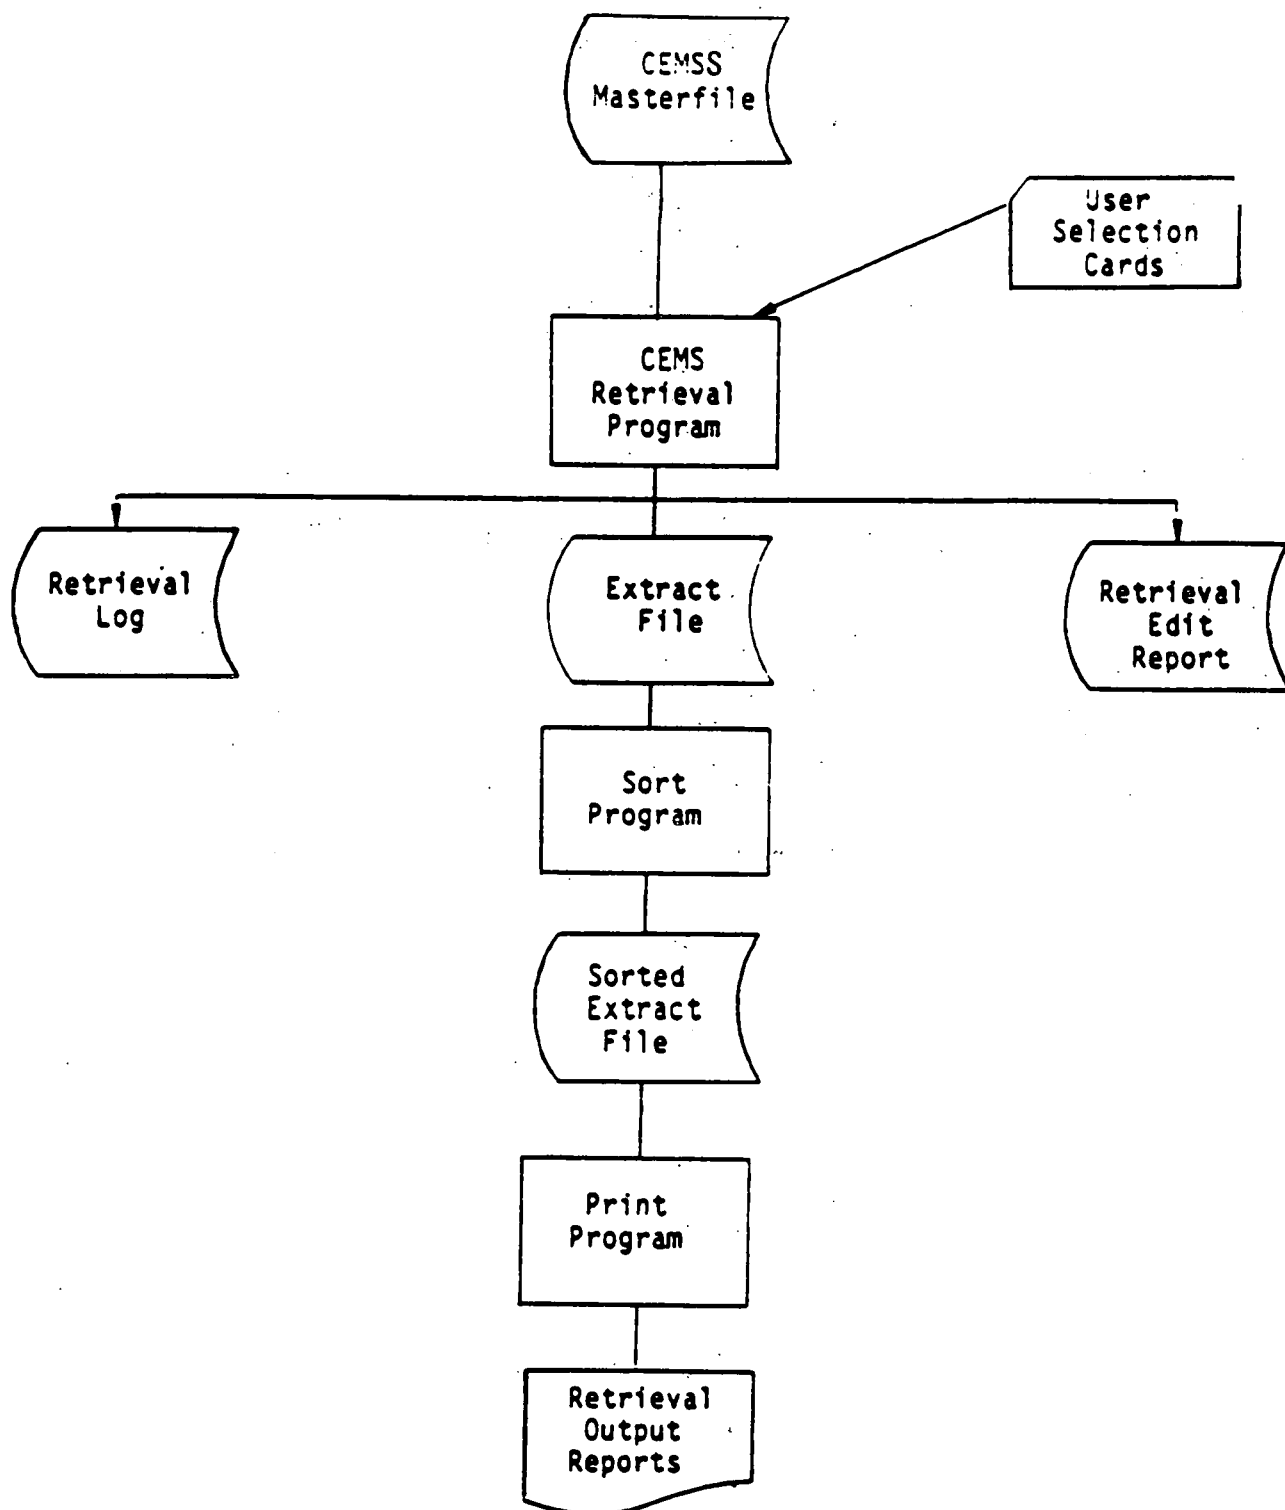 CEMSS
Masterfile
User
Selection
Cards
CEMS
Retrieval
Program
Retrieval
Log
Extract
File
Retrieval
Edit
Report
Sort
Program
Sorted
Extract
File
Print
Program
Retrieval
Output
Reports